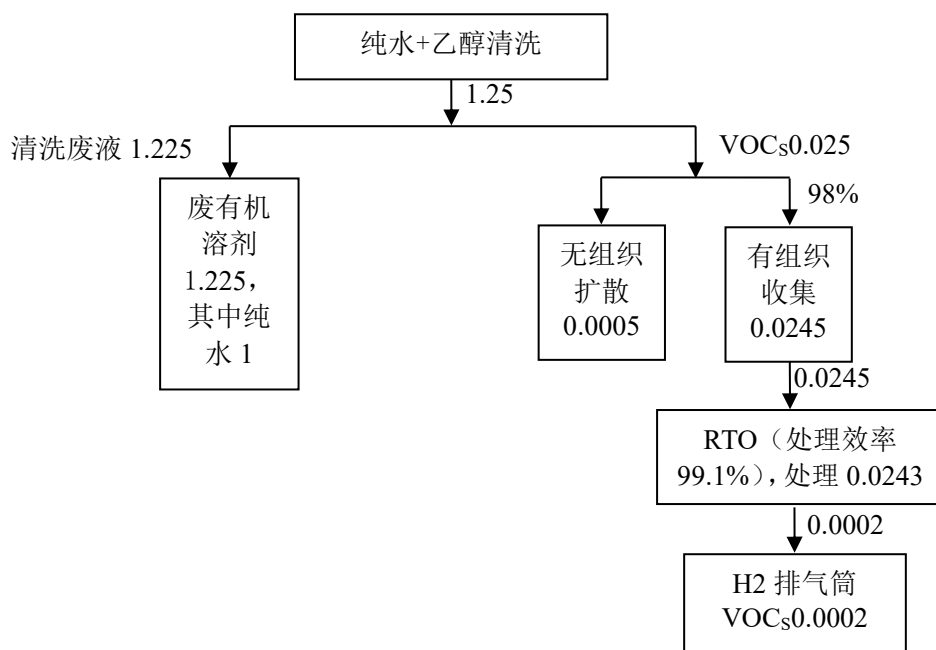 纯水+乙醇清洗
1.25
清洗废液 1.225
VOCS0.025
废有机
溶剂
1.225，
其中纯
水 1
98%
无组织
扩散
0.0005
有组织
收集
0.0245
0.0245
RTO（处理效率
99.1%），处理 0.0243
0.0002
H2 排气筒
VOCS0.0002